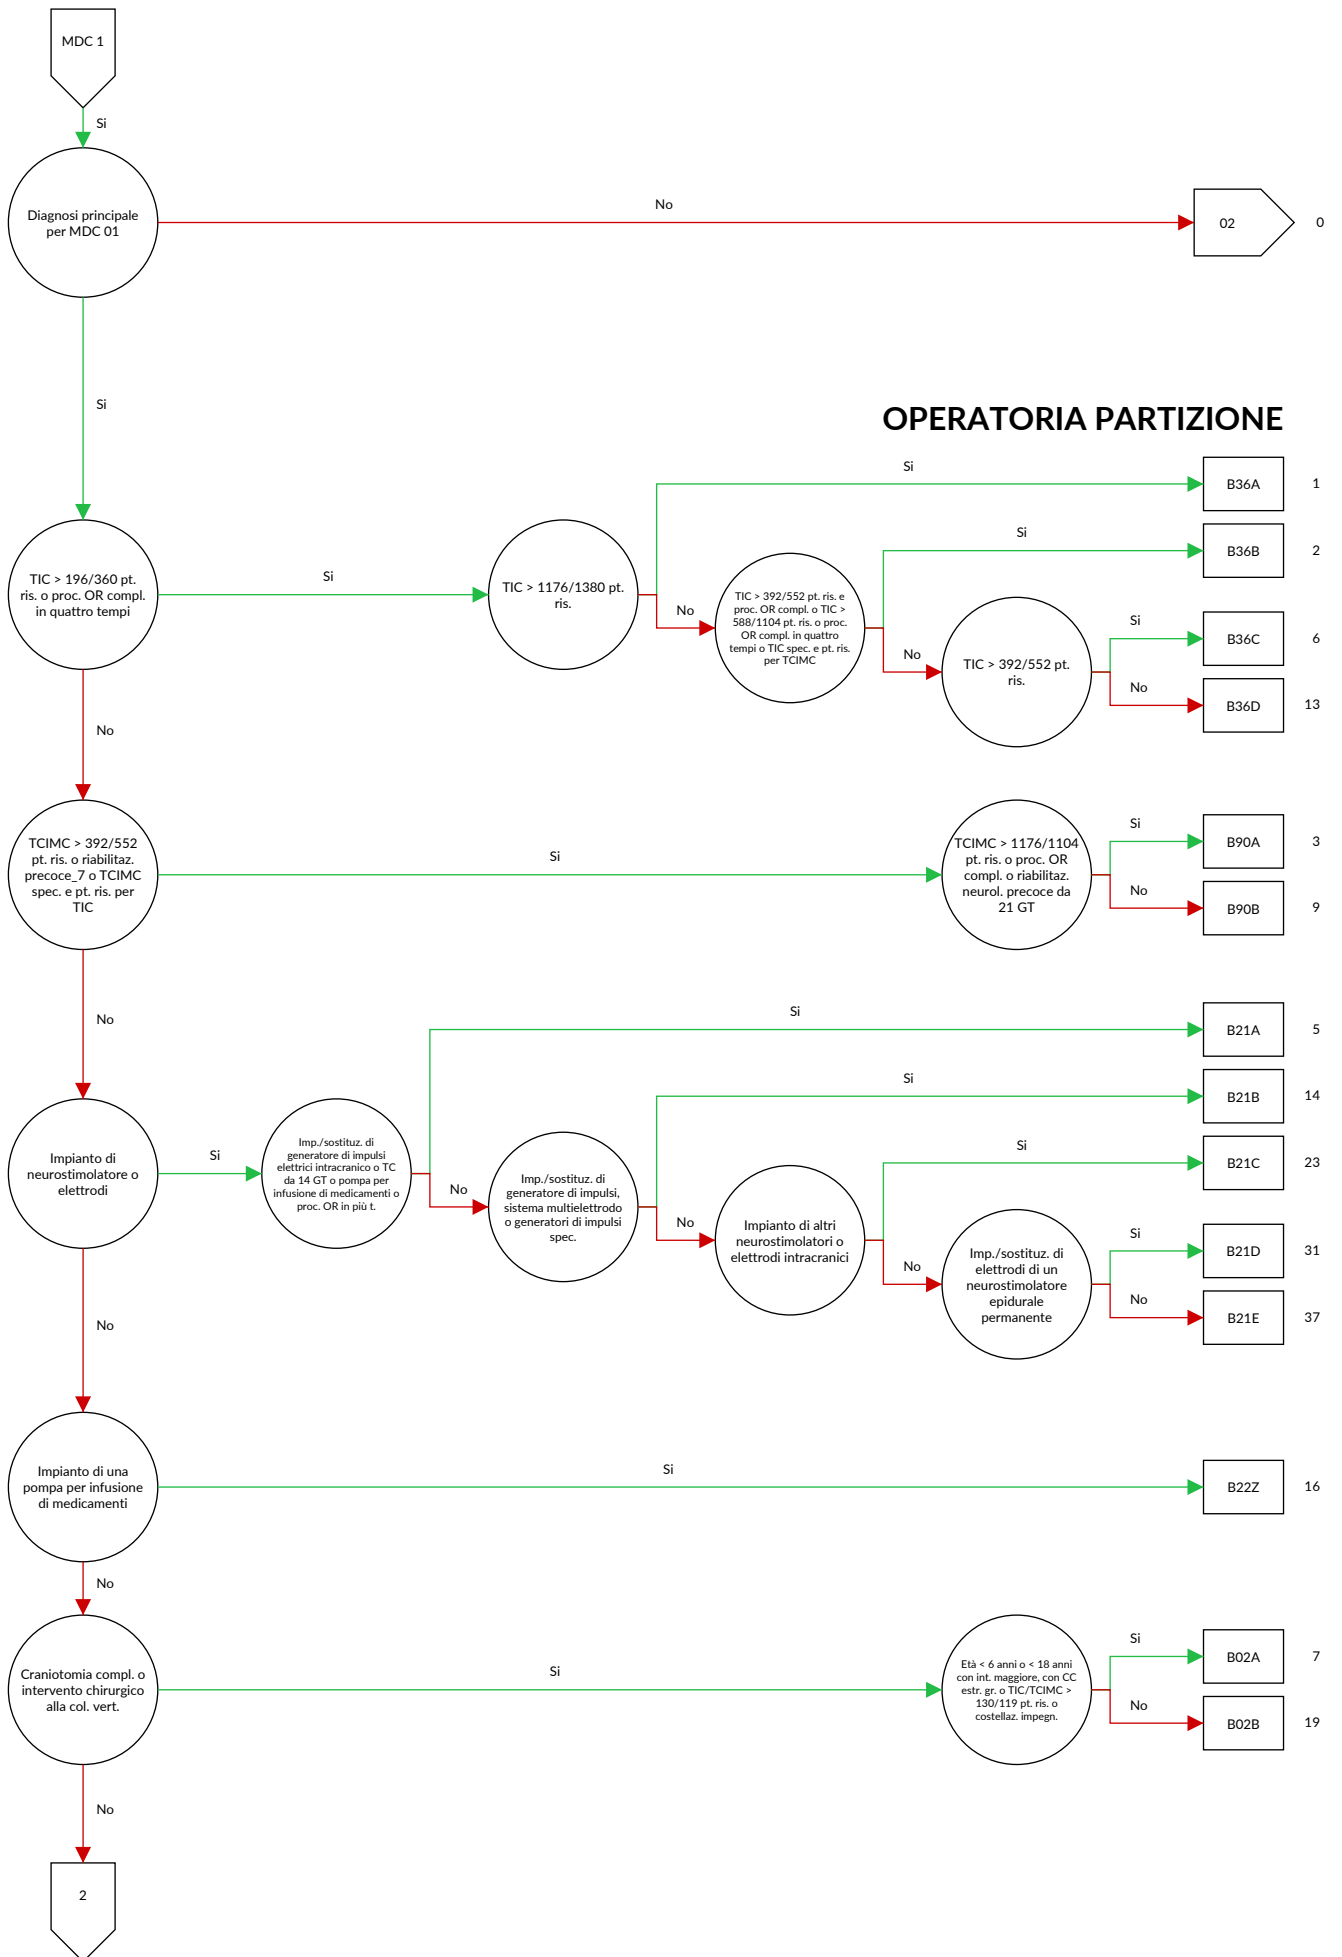 MDC 1
Si
Diagnosi principale
per MDC 01
No
02
0
Si
OPERATORIA PARTIZIONE
TIC > 196/360 pt.
ris. o proc. OR compl.
in quattro tempi
Si
TIC > 1176/1380 pt.
ris.
Si
B36A
1
No
TIC > 392/552 pt. ris. e
proc. OR compl. o TIC >
588/1104 pt. ris. o proc.
OR compl. in quattro
tempi o TIC spec. e pt. ris.
per TCIMC
Si
B36B
2
No
TIC > 392/552 pt.
ris.
Si
B36C
6
No
B36D
13
No
TCIMC > 392/552
pt. ris. o riabilitaz.
precoce_7 o TCIMC
spec. e pt. ris. per
TIC
Si
TCIMC > 1176/1104
pt. ris. o proc. OR
compl. o riabilitaz.
neurol. precoce da
21 GT
Si
B90A
3
No
B90B
9
No
Impianto di
neurostimolatore o
elettrodi
Si
Imp./sostituz. di
generatore di impulsi
elettrici intracranico o TC
da 14 GT o pompa per
infusione di medicamenti o
proc. OR in più t.
Si
B21A
5
No
Imp./sostituz. di
generatore di impulsi,
sistema multielettrodo
o generatori di impulsi
spec.
Si
B21B
14
No
Impianto di altri
neurostimolatori o
elettrodi intracranici
Si
B21C
23
No
Imp./sostituz. di
elettrodi di un
neurostimolatore
epidurale
permanente
Si
B21D
31
No
B21E
37
No
Impianto di una
pompa per infusione
di medicamenti
Si
B22Z
16
No
Craniotomia compl. o
intervento chirurgico
alla col. vert.
Si
Età < 6 anni o < 18 anni
con int. maggiore, con CC
estr. gr. o TIC/TCIMC >
130/119 pt. ris. o
costellaz. impegn.
Si
B02A
7
No
B02B
19
No
2